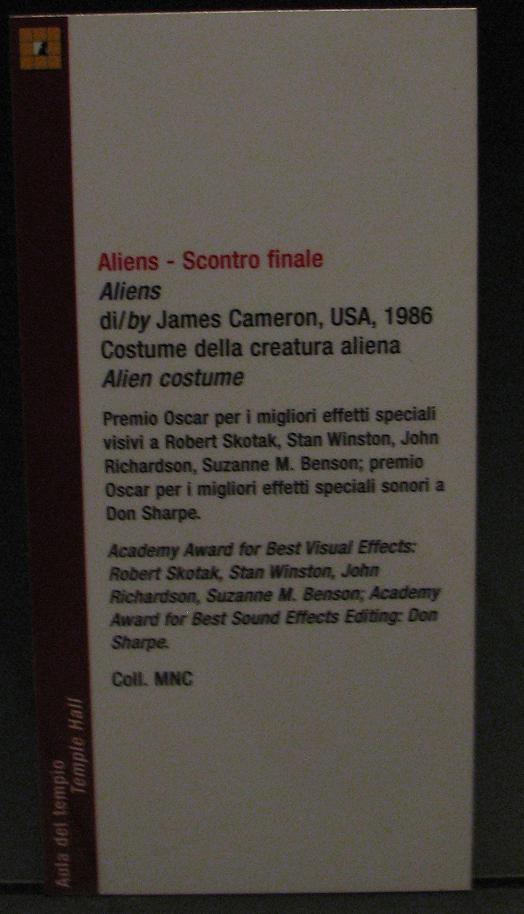 Aliens - Scontro finale
Aliens
di/by James Cameron, USA, 1986
Costume della creatura aliena
Alien costume
Premio Oscar per i migliori effetti speciali
visivi a Robert Skotak, Stan Winston, John
Richardson, Suzanne M. Benson; premio
Oscar per i migliori effetti speciali sonori a
Don Sharpe.
Academy Award for Best Visual Effects:
Robert Skotak, Stan Winston, John
Richardson, Suzanne M. Benson; Academy
Award for Best Sound Effects Editing: Don
Sharpe.
Coll. MNC
Aula del tempio
Temple Hall